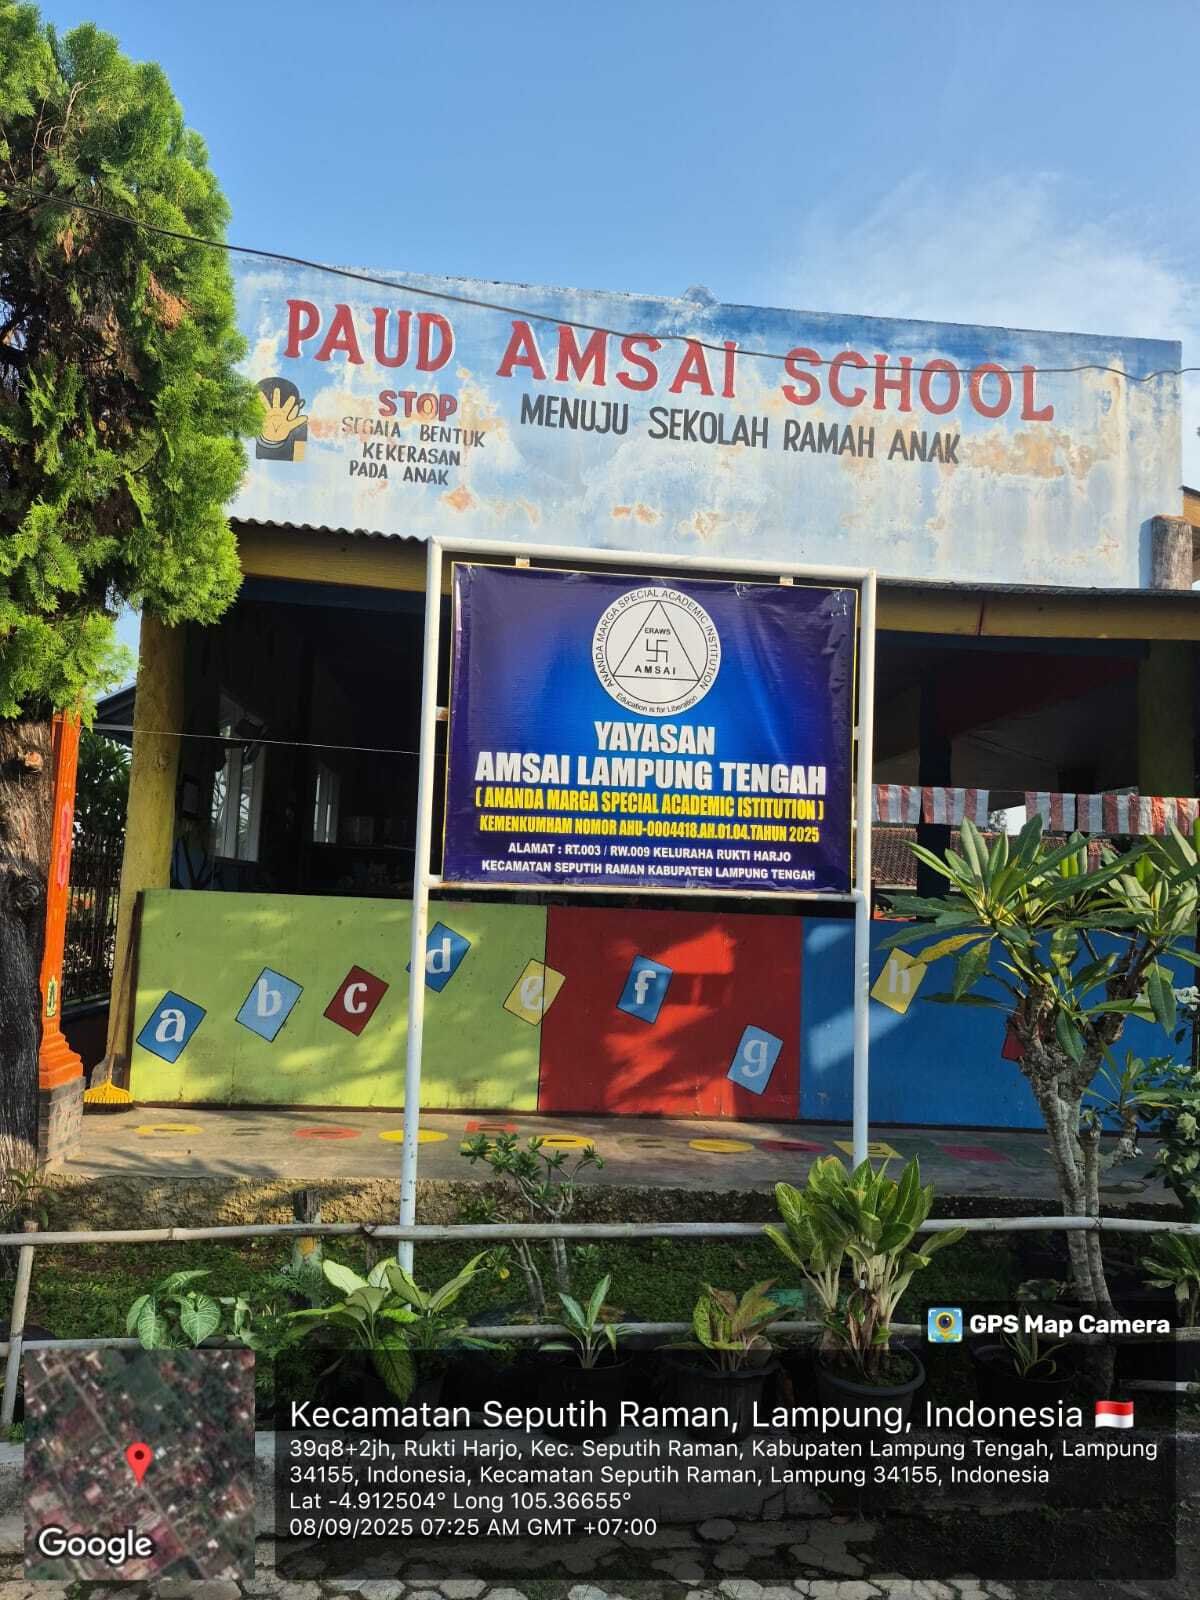 PAUD AMSAI SCHOOL
STOP
SEGALA BENTUK
KEKERASAN
PADA ANAK
MENUJU SEKOLAH RAMAH ANAK
ANANDA MARGA SPECIAL ACADEMIC INSTITUTION
ERAWS
AMSAI
Education is for Liberation
YAYASAN
AMSAI LAMPUNG TENGAH
( ANANDA MARGA SPECIAL ACADEMIC ISTITUTION )
KEMENKUMHAM NOMOR AHU-0004418.AH.01.04.TAHUN 2025
ALAMAT : RT.003 / RW.009 KELURAHA RUKTI HARJO
KECAMATAN SEPUTIH RAMAN KABUPATEN LAMPUNG TENGAH
a b c d e f g h
GPS Map Camera
Google
Kecamatan Seputih Raman, Lampung, Indonesia
39q8+2jh, Rukti Harjo, Kec. Seputih Raman, Kabupaten Lampung Tengah, Lampung
34155, Indonesia, Kecamatan Seputih Raman, Lampung 34155, Indonesia
Lat -4.912504° Long 105.36655°
08/09/2025 07:25 AM GMT +07:00